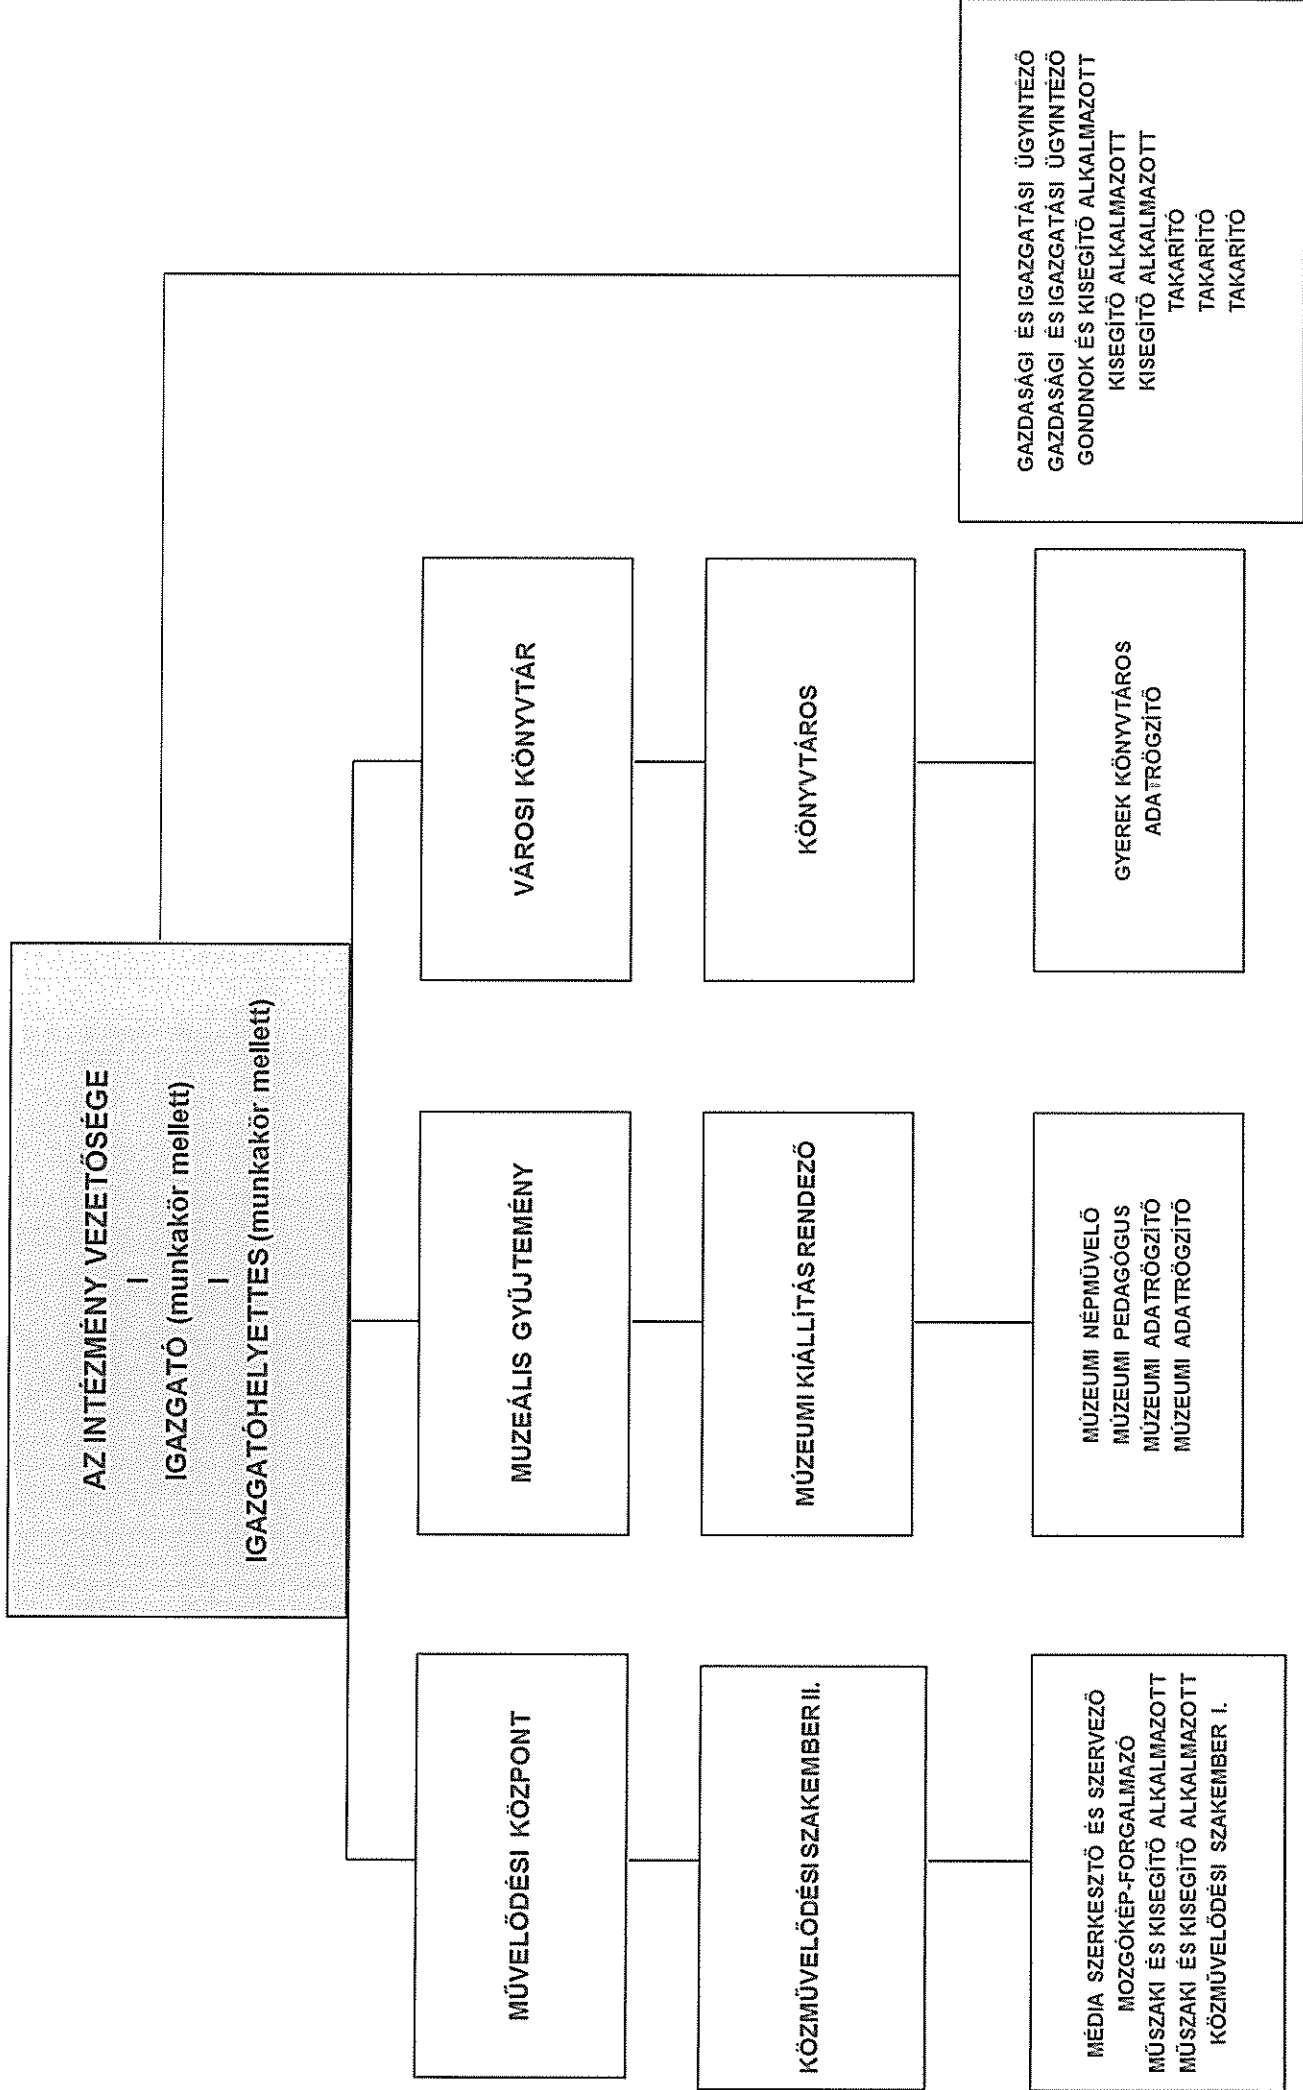 AZ INTÉZMÉNY VEZETŐSÉGE
I
IGAZGATÓ (munkakör mellett)
I
IGAZGATÓHELYETTES (munkakör mellett)
MŰVELŐDÉSI KÖZPONT
KÖZMŰVELŐDÉSI SZAKEMBER II.
MÉDIA SZERKESZTŐ ÉS SZERVEZŐ
MOZGÓKÉP-FORGALMAZÓ
MŰSZAKI ÉS KISEGÍTŐ ALKALMAZOTT
MŰSZAKI ÉS KISEGÍTŐ ALKALMAZOTT
KÖZMŰVELŐDÉSI SZAKEMBER I.
MUZEÁLIS GYŰJTEMÉNY
MÚZEUMI KIÁLLÍTÁS RENDEZŐ
MÚZEUMI NÉPMŰVELŐ
MÚZEUMI PEDAGÓGUS
MÚZEUMI ADATRÖGZÍTŐ
MÚZEUMI ADATRÖGZÍTŐ
VÁROSI KÖNYVTÁR
KÖNYVTÁROS
GYEREK KÖNYVTÁROS
ADATRÖGZÍTŐ
GAZDASÁGI ÉS IGAZGATÁSI ÜGYINTÉZŐ
GAZDASÁGI ÉS IGAZGATÁSI ÜGYINTÉZŐ
GONDNOK ÉS KISEGÍTŐ ALKALMAZOTT
KISEGÍTŐ ALKALMAZOTT
KISEGÍTŐ ALKALMAZOTT
TAKARÍTÓ
TAKARÍTÓ
TAKARÍTÓ